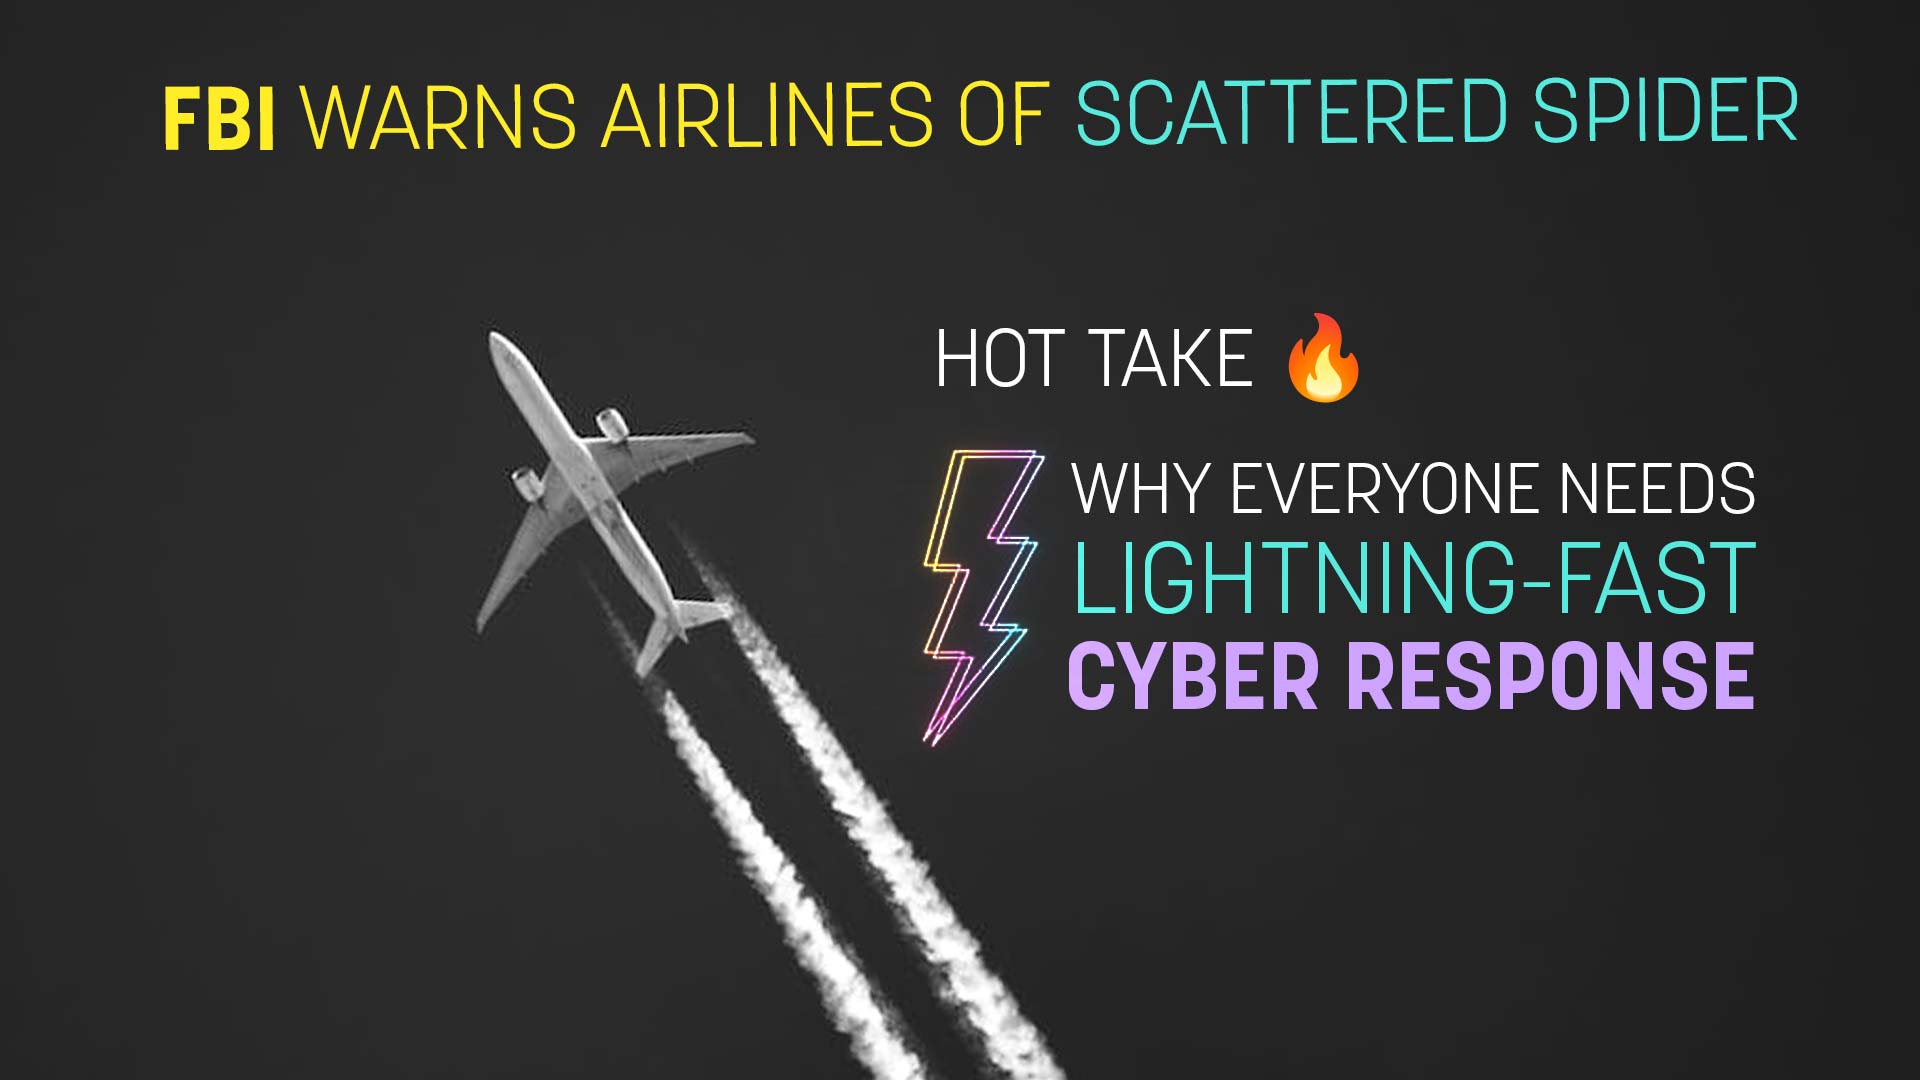 FBI WARNS AIRLINES OF SCATTERED SPIDER
HOT TAKE 🔥
WHY EVERYONE NEEDS
LIGHTNING-FAST
CYBER RESPONSE